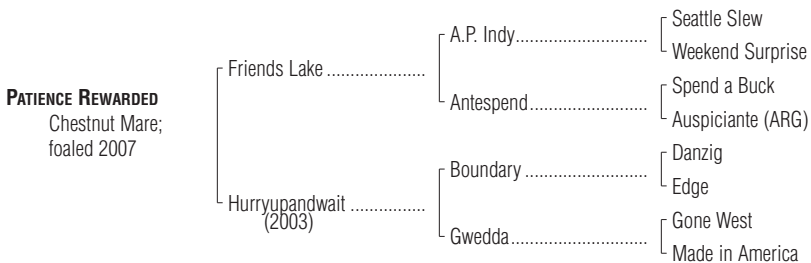 Seattle Slew
A.P. Indy..............................
Weekend Surprise
Friends Lake .....................
Spend a Buck
Antespend...........................
Auspiciante (ARG)
PATIENCE REWARDED
Chestnut Mare;
foaled 2007
Danzig
Boundary ............................
Edge
Hurryupandwait ................
(2003)
Gone West
Gwedda...............................
Made in America